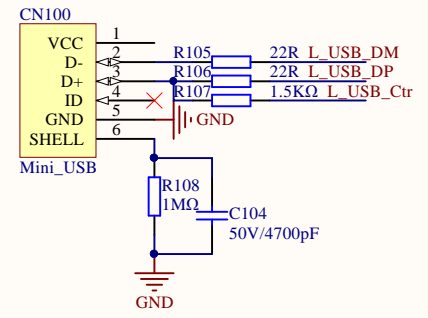 CN100
1
VCC
2
D-
R105 22R L_USB_DM
3
D+
R106 22R L_USB_DP
4
ID
R107 1.5KΩ L_USB_Ctr
5
GND
GND
6
SHELL
Mini_USB
R108
1MΩ
C104
50V/4700pF
GND